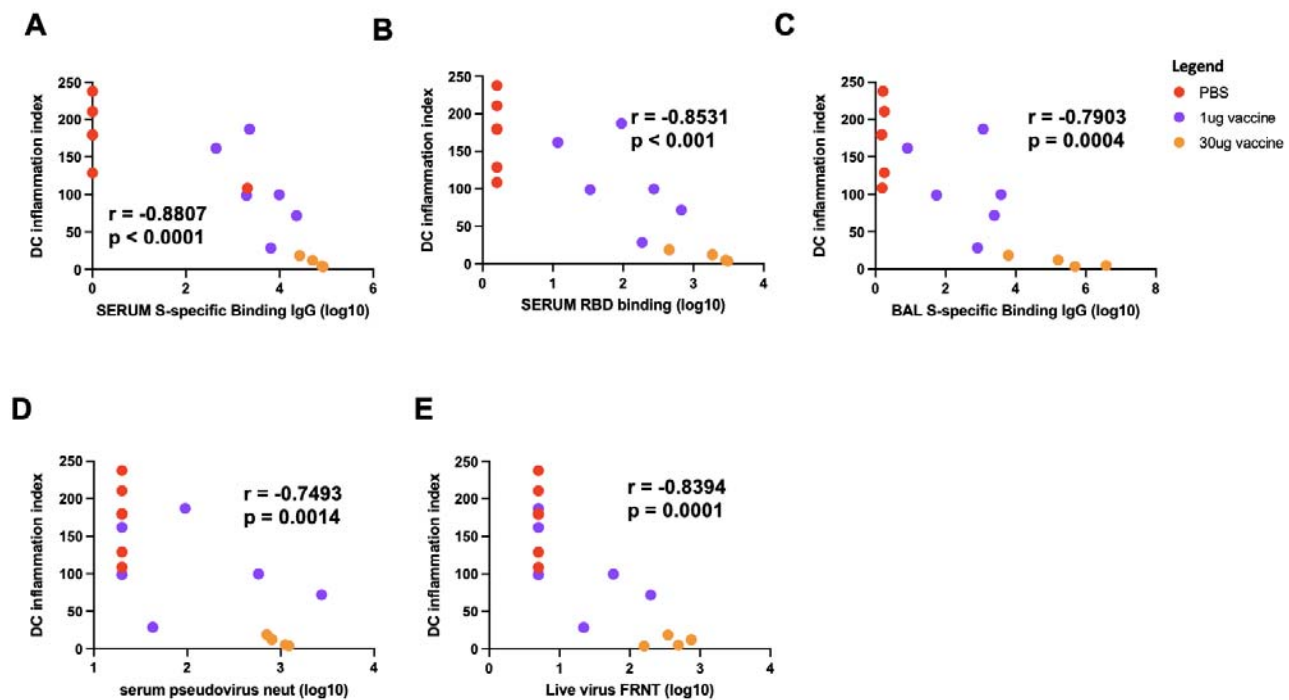 A
DC inflammation index
250
200
150
100
50
0
r = -0.8807
p < 0.0001
0
2
4
6
SERUM S-specific Binding IgG (log10)
B
DC inflammation index
250
200
150
100
50
0
r = -0.8531
p < 0.001
0
1
2
3
4
SERUM RBD binding (log10)
C
DC inflammation index
250
200
150
100
50
0
r = -0.7903
p = 0.0004
0
2
4
6
8
BAL S-specific Binding IgG (log10)
Legend
PBS
1ug vaccine
30ug vaccine
D
DC inflammation index
250
200
150
100
50
0
r = -0.7493
p = 0.0014
1
2
3
4
serum pseudovirus neut (log10)
E
DC inflammation index
250
200
150
100
50
0
r = -0.8394
p = 0.0001
0
1
2
3
4
Live virus FRNT (log10)